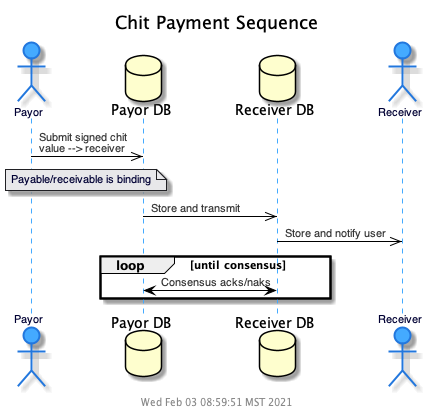 Chit Payment Sequence
Payor
Payor DB
Receiver DB
Receiver
Submit signed chit
value --> receiver
Payable/receivable is binding
Store and transmit
Store and notify user
loop
[until consensus]
Consensus acks/naks
Payor
Payor DB
Receiver DB
Receiver
Wed Feb 03 08:59:51 MST 2021